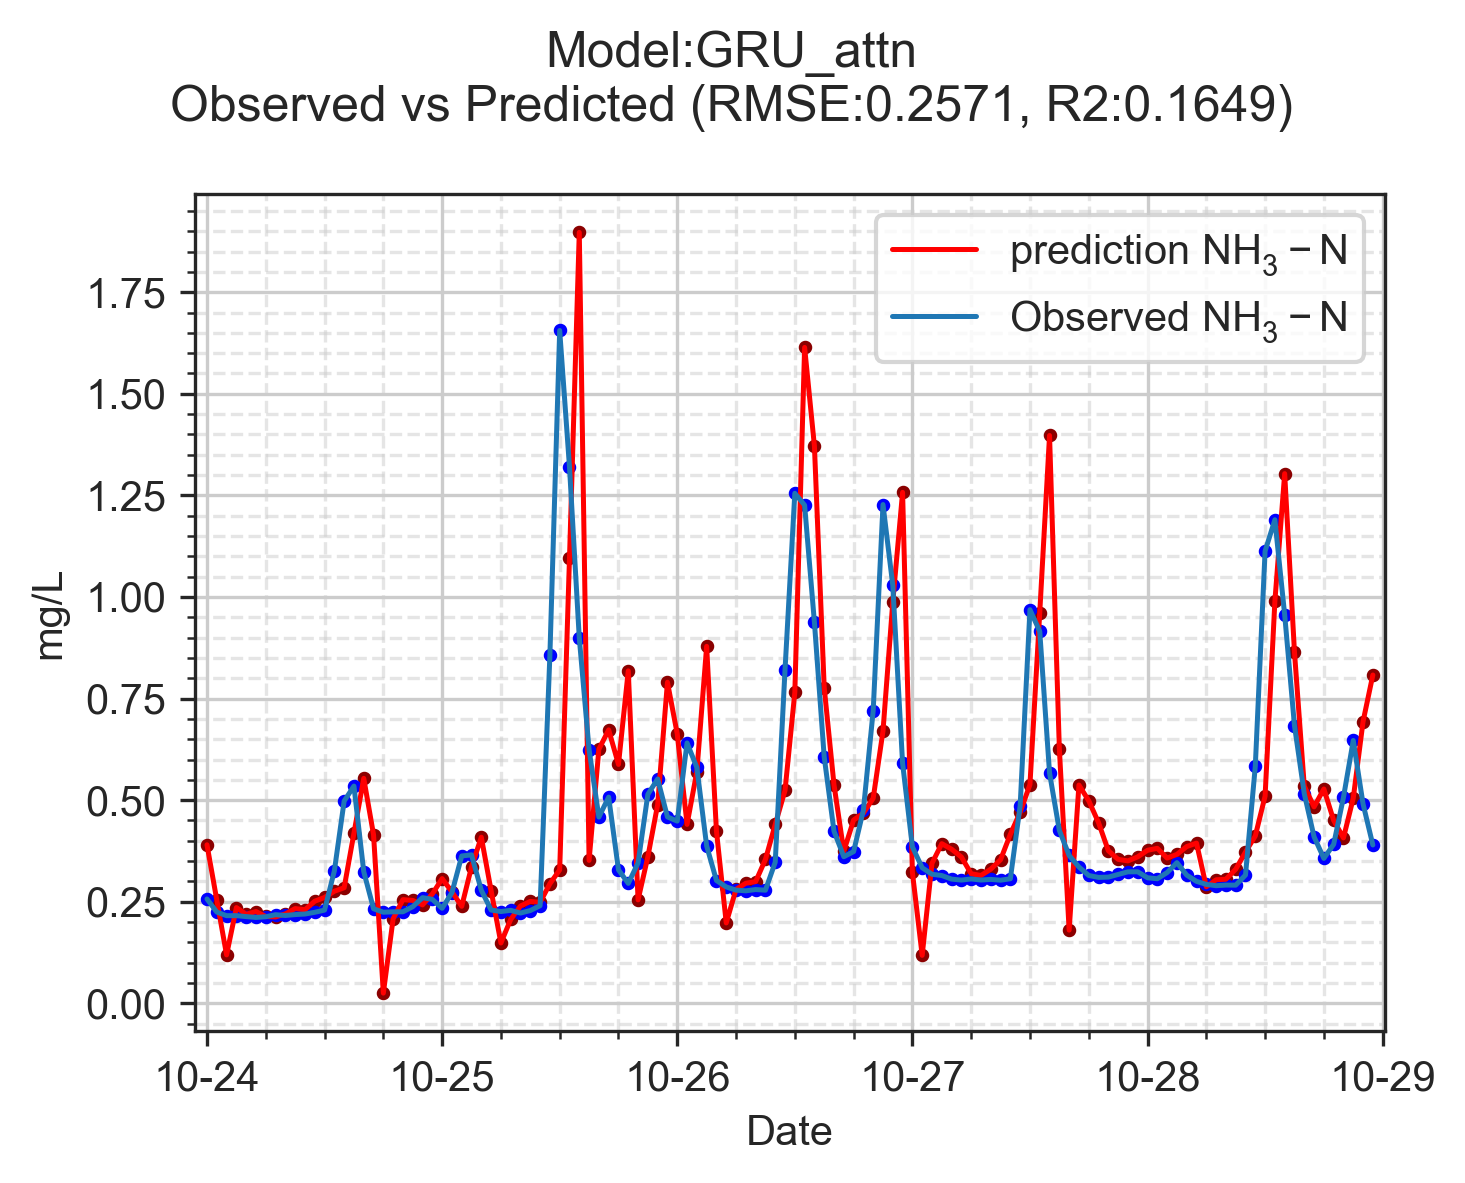 Model:GRU_attn
Observed vs Predicted (RMSE:0.2571, R2:0.1649)
prediction NH₃ − N
Observed NH₃ − N
1.75
1.50
1.25
1.00
0.75
0.50
0.25
0.00
mg/L
10-24 10-25 10-26 10-27 10-28 10-29
Date